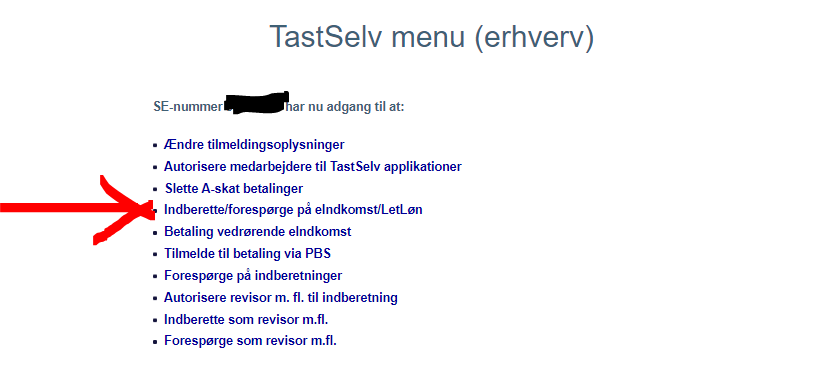 TastSelv menu (erhverv)
SE-nummer har nu adgang til at:
Ændre tilmeldingsoplysninger
Autorisere medarbejdere til TastSelv applikationer
Slette A-skat betalinger
Indberette/forespørge på eIndkomst/LetLøn
Betaling vedrørende eIndkomst
Tilmelde til betaling via PBS
Forespørge på indberetninger
Autorisere revisor m. fl. til indberetning
Indberette som revisor m.fl.
Forespørge som revisor m.fl.